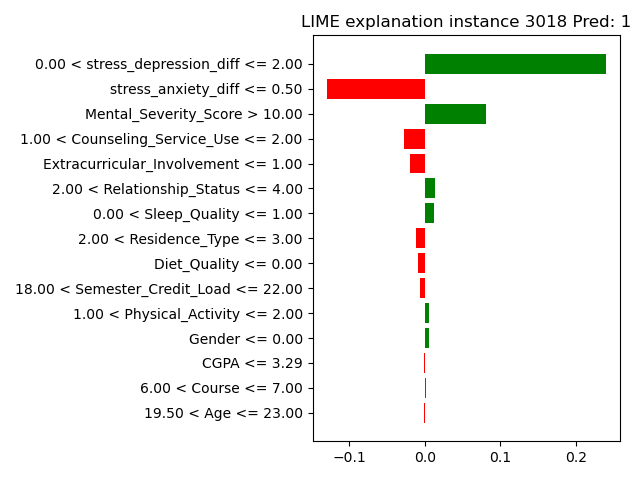 LIME explanation instance 3018 Pred: 1
0.00 < stress_depression_diff <= 2.00
stress_anxiety_diff <= 0.50
Mental_Severity_Score > 10.00
1.00 < Counseling_Service_Use <= 2.00
Extracurricular_Involvement <= 1.00
2.00 < Relationship_Status <= 4.00
0.00 < Sleep_Quality <= 1.00
2.00 < Residence_Type <= 3.00
Diet_Quality <= 0.00
18.00 < Semester_Credit_Load <= 22.00
1.00 < Physical_Activity <= 2.00
Gender <= 0.00
CGPA <= 3.29
6.00 < Course <= 7.00
19.50 < Age <= 23.00
−0.1 0.0 0.1 0.2